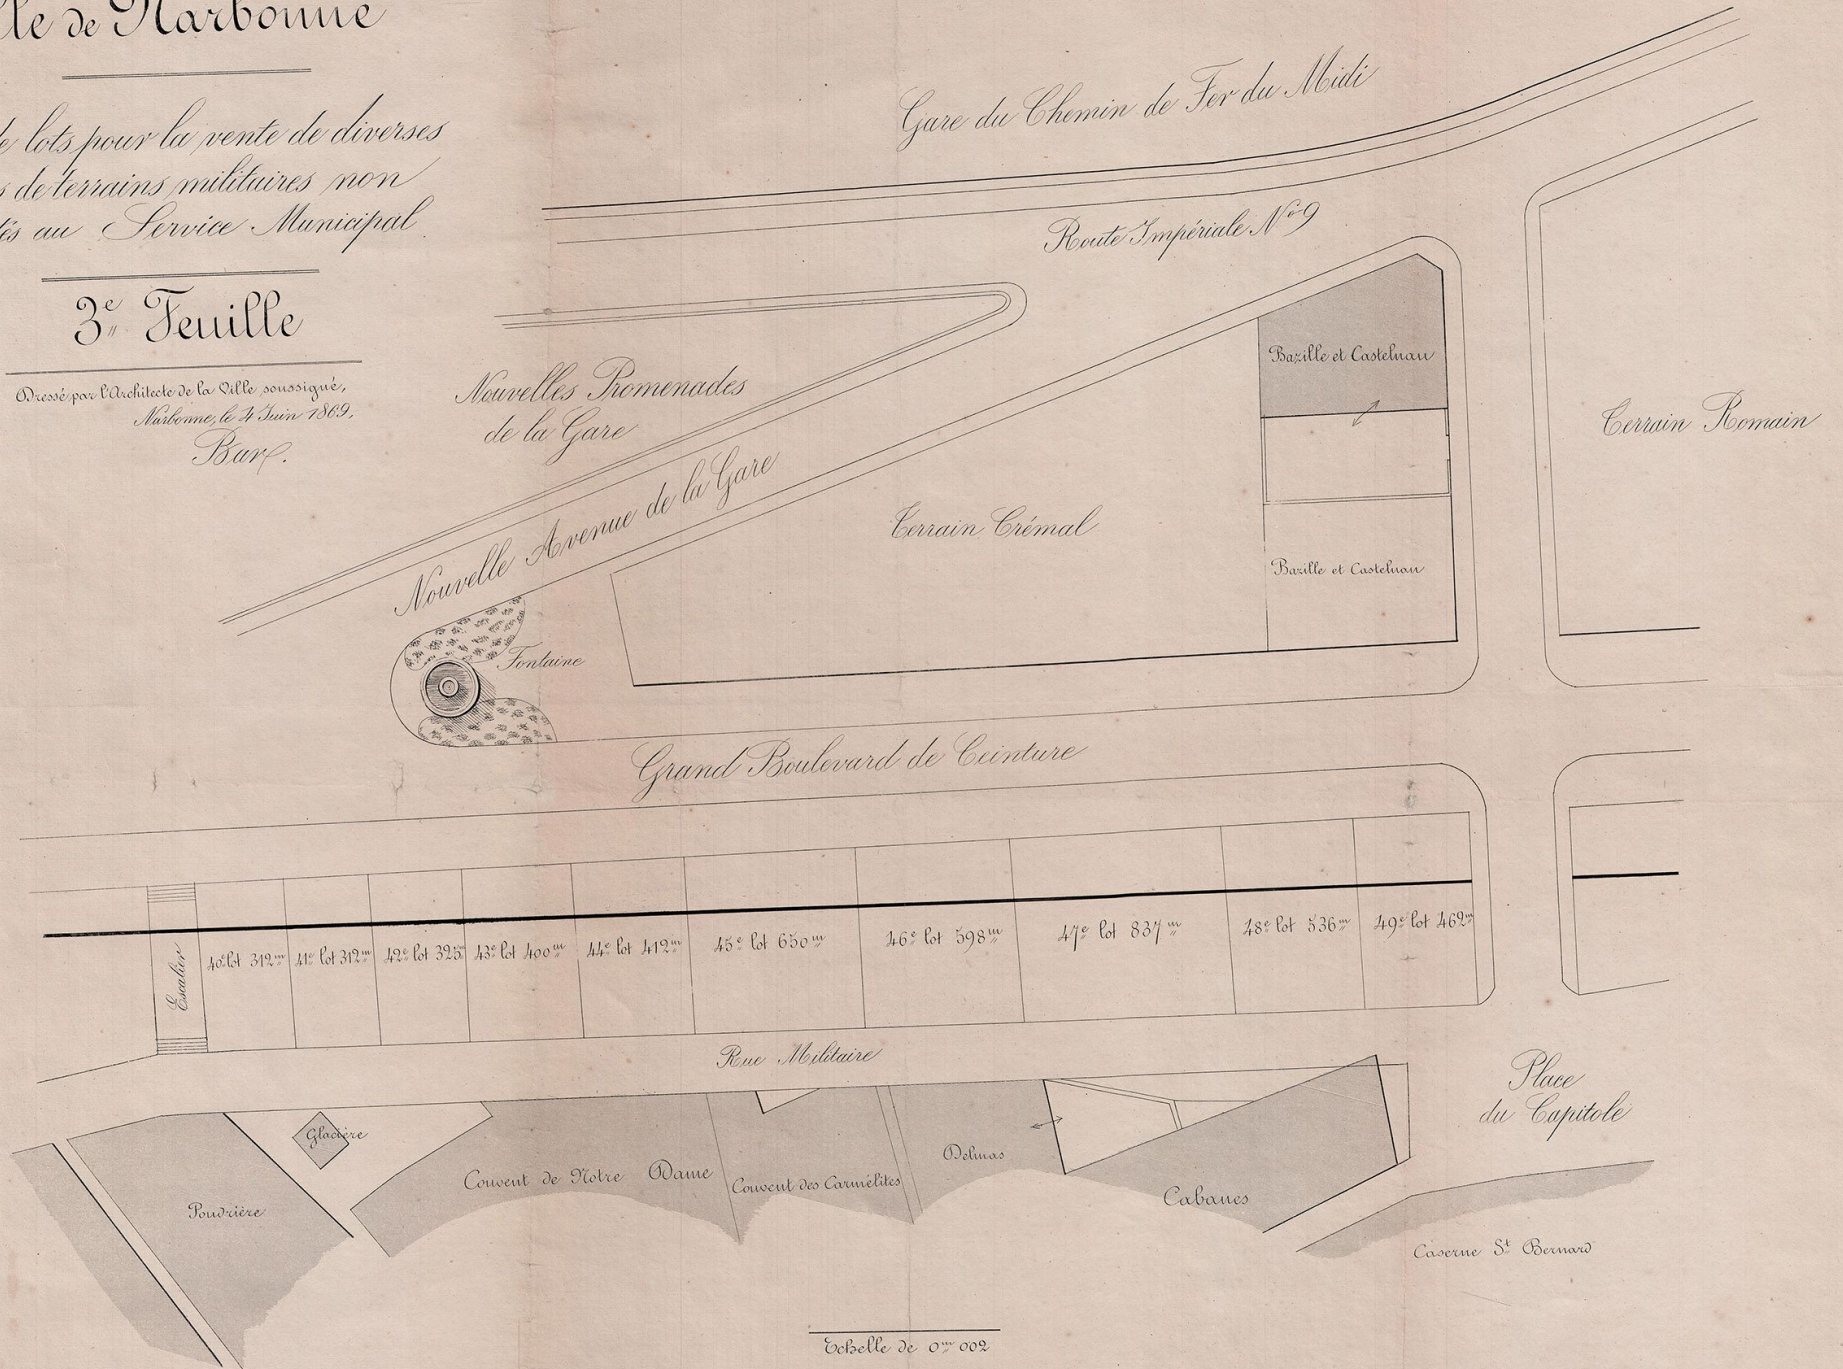 lle de Narbonne
de lots pour la vente de diverses
s de terrains militaires non
tés au Service Municipal
3e Feuille
Dressé par l'Architecte de la Ville soussigné,
Narbonne, le 4 Juin 1869.
Gare du Chemin de Fer du Midi
Route Impériale No 9
Nouvelles Promenades
de la Gare
Nouvelle Avenue de la Gare
Bazille et Castelnau
Terrain Romain
Terrain Crémal
Bazille et Castelnau
Fontaine
Grand Boulevard de Ceinture
Escalier
40e lot 312m
41e lot 312m
42e lot 325m
43e lot 400m
44e lot 412m
45e lot 650m
46e lot 598m
47e lot 837m
48e lot 536m
49e lot 462m
Rue Militaire
Place
du Capitole
Glacière
Poudrière
Couvent de Notre Dame
Couvent des Carmélites
Delmas
Cabanes
Caserne St Bernard
Echelle de 0m 002